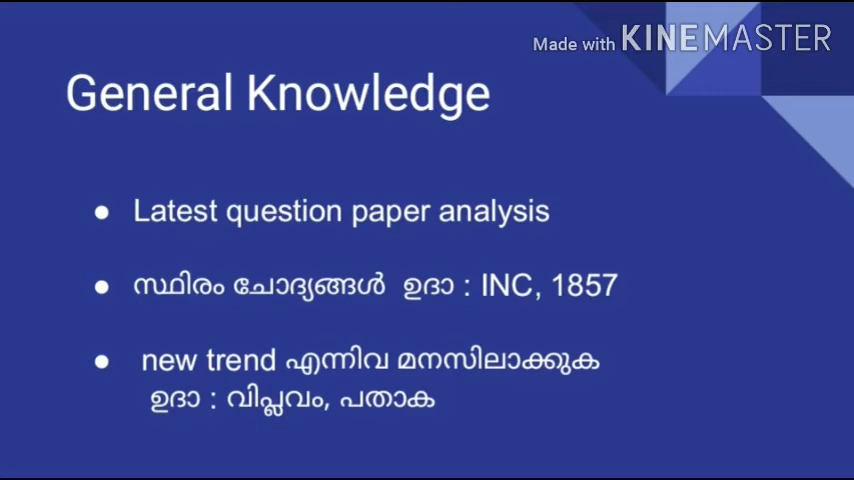 Made with KINEMASTER
General Knowledge
● Latest question paper analysis
● സ്ഥിരം ചോദ്യങ്ങൾ ഉദാ : INC, 1857
● new trend എന്നിവ മനസിലാക്കുക
ഉദാ : വിപ്ലവം, പതാക